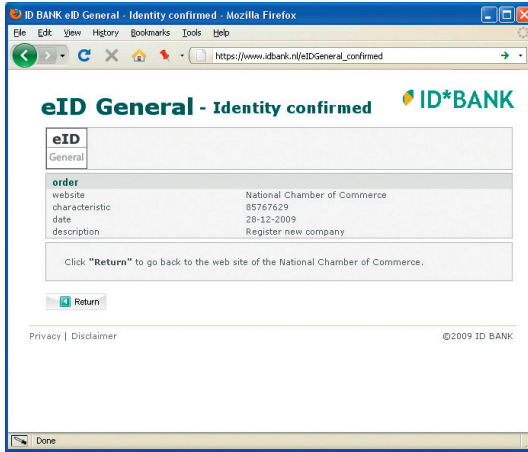 ID BANK eID General - Identity confirmed - Mozilla Firefox
File Edit View History Bookmarks Tools Help
https://www.idbank.nl/eIDGeneral_confirmed
eID General - Identity confirmed
ID*BANK
eID
General
order
website National Chamber of Commerce
characteristic 85767629
date 28-12-2009
description Register new company
Click "Return" to go back to the web site of the National Chamber of Commerce.
Return
Privacy | Disclaimer ©2009 ID BANK
Done